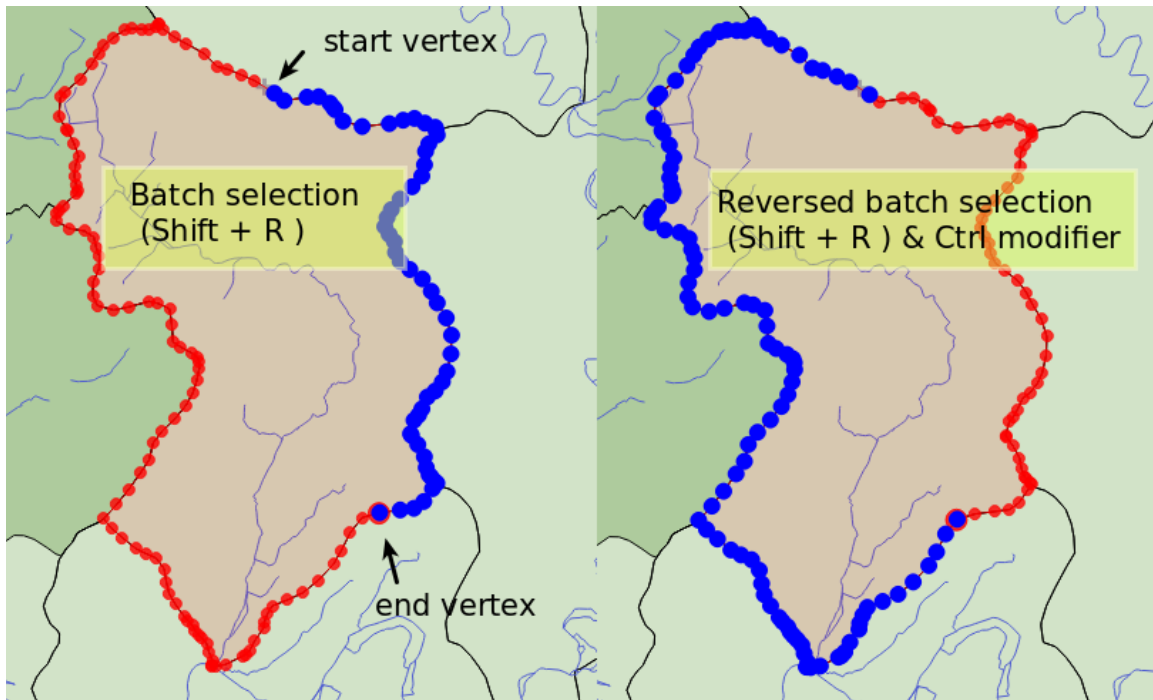 start vertex
Batch selection
(Shift + R )
Reversed batch selection
(Shift + R ) & Ctrl modifier
end vertex